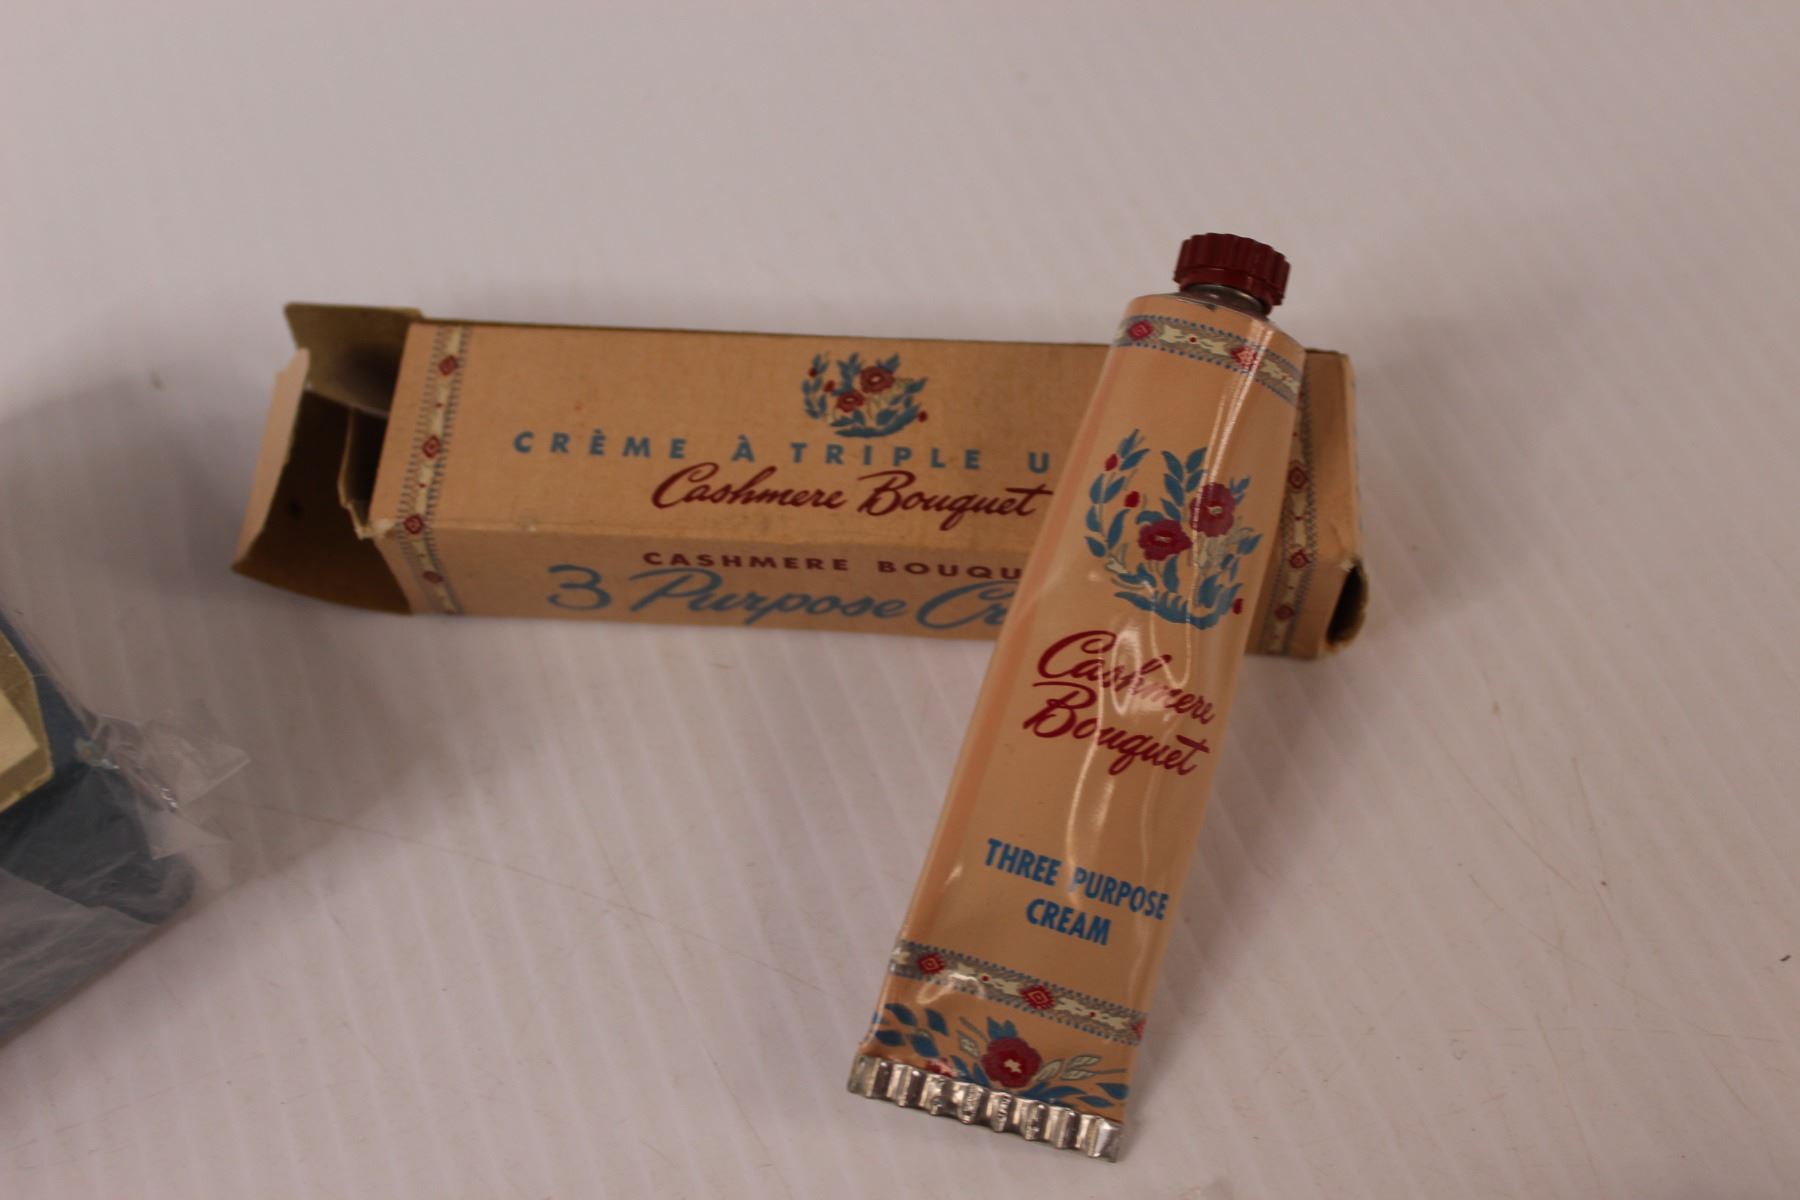 CRÈME À TRIPLE U
Cashmere Bouquet
CASHMERE BOUQU
3 Purpose Cr
Cashmere
Bouquet
THREE PURPOSE
CREAM